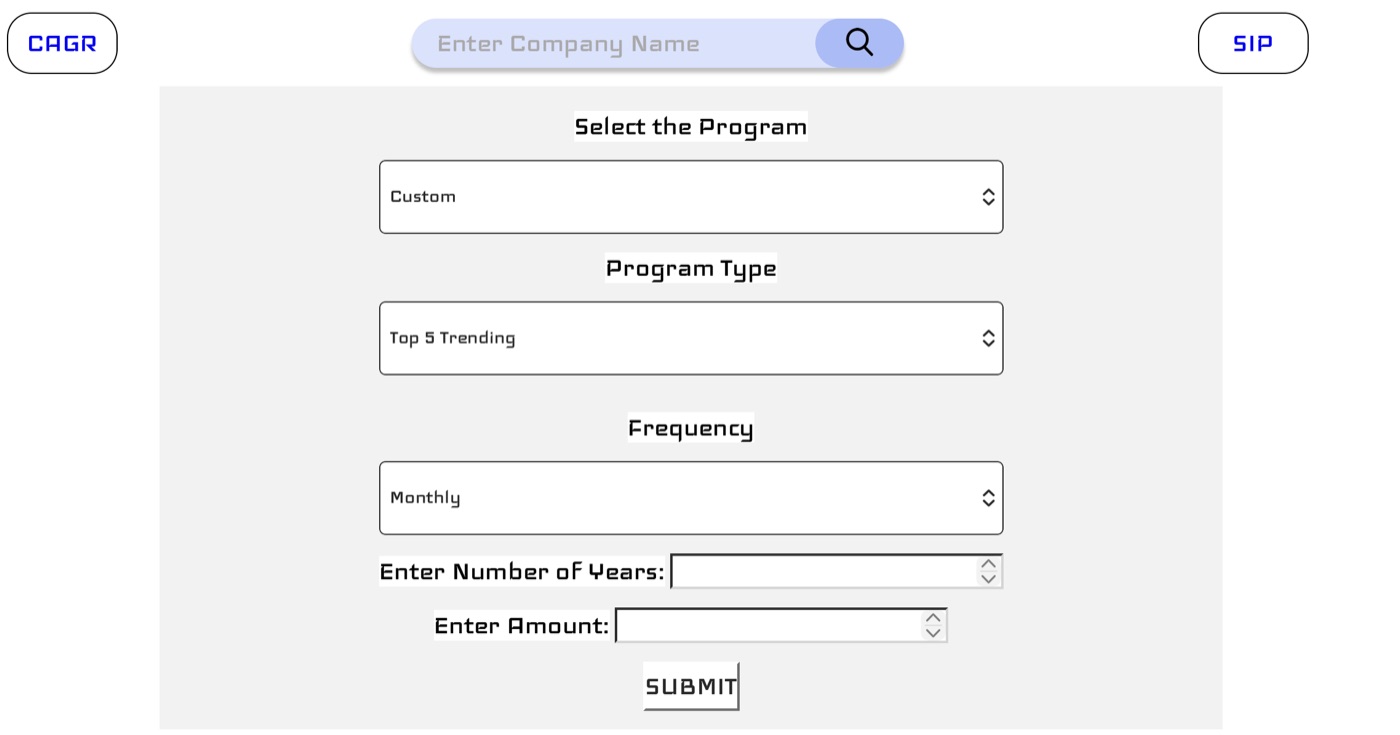 CAGR
Enter Company Name
SIP
Select the Program
Custom
Program Type
Top 5 Trending
Frequency
Monthly
Enter Number of Years:
Enter Amount:
SUBMIT